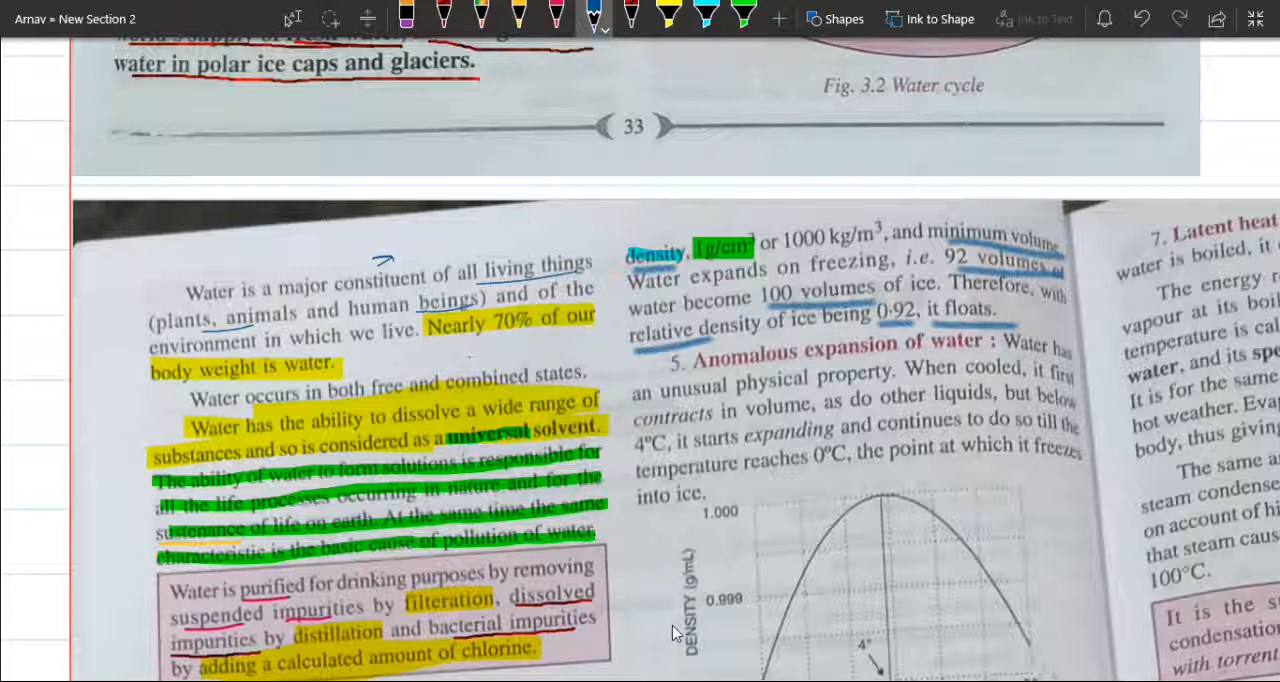 Arnav » New Section 2
Shapes
Ink to Shape
Ink to Text
water in polar ice caps and glaciers.
Fig. 3.2 Water cycle
33
Water is a major constituent of all living things
(plants, animals and human beings) and of the
environment in which we live. Nearly 70% of our
body weight is water.
Water occurs in both free and combined states.
Water has the ability to dissolve a wide range of
substances and so is considered as a universal solvent.
The ability of water to form solutions is responsible for
all the life processes occurring in nature and for the
sustenance of life on earth. At the same time the same
characteristic is the basic cause of pollution of water.
Water is purified for drinking purposes by removing
suspended impurities by filteration, dissolved
impurities by distillation and bacterial impurities
by adding a calculated amount of chlorine.
density, 1g/cm³ or 1000 kg/m³, and minimum volume
Water expands on freezing, i.e. 92 volumes of
water become 100 volumes of ice. Therefore, with
relative density of ice being 0·92, it floats.
5. Anomalous expansion of water : Water has
an unusual physical property. When cooled, it first
contracts in volume, as do other liquids, but below
4°C, it starts expanding and continues to do so till the
temperature reaches 0°C, the point at which it freezes
into ice.
1.000
0.999
DENSITY (g/mL)
4°
7. Latent heat
water is boiled, it
The energy r
vapour at its boi
temperature is cal
water, and its spe
It is for the same
hot weather. Evap
body, thus giving
The same a
steam condense
on account of hi
that steam caus
100°C.
It is the s
condensation
with torrent